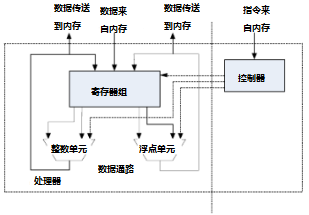 数据传送
到内存
数据来
自内存
数据传送
到内存
指令来
自内存
寄存器组
控制器
整数单元
浮点单元
数据通路
处理器